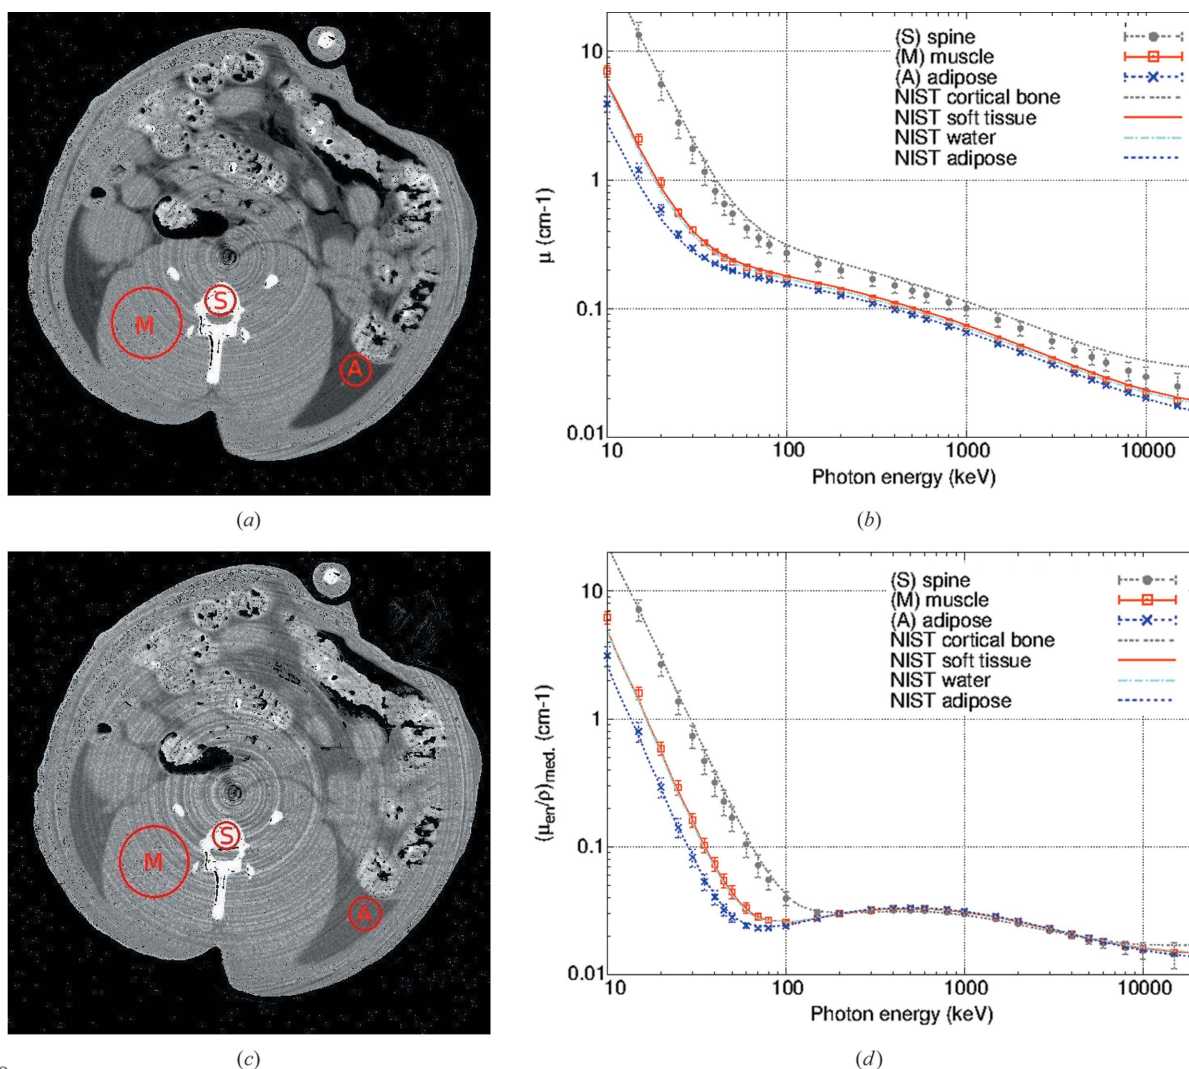 M
S
A
(a)
10
1
0.1
0.01
μ (cm-1)
(S) spine
(M) muscle
(A) adipose
NIST cortical bone
NIST soft tissue
NIST water
NIST adipose
10 100 1000 10000
Photon energy (keV)
(b)
M
S
A
(c)
10
1
0.1
0.01
(μen/ρ)med. (cm-1)
(S) spine
(M) muscle
(A) adipose
NIST cortical bone
NIST soft tissue
NIST water
NIST adipose
10 100 1000 10000
Photon energy (keV)
(d)